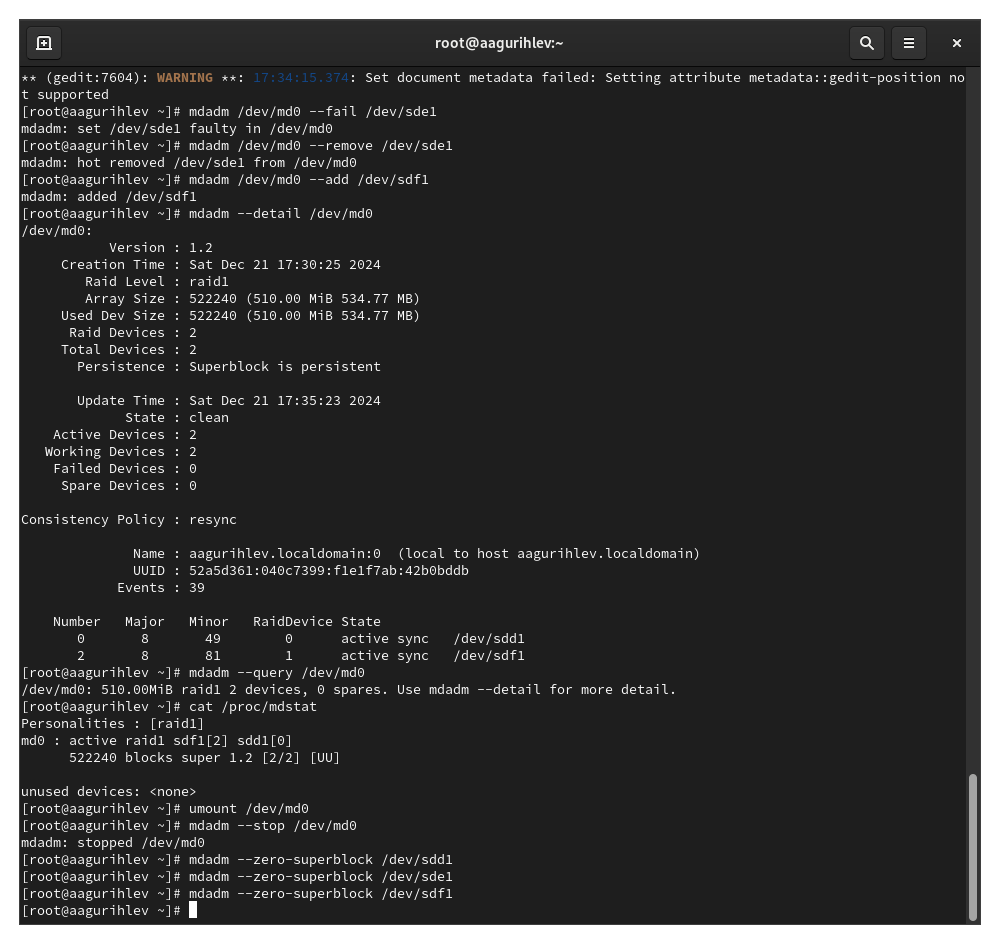 root@aagurihlev:~
** (gedit:7604): WARNING **: 17:34:15.374: Set document metadata failed: Setting attribute metadata::gedit-position no
t supported
[root@aagurihlev ~]# mdadm /dev/md0 --fail /dev/sde1
mdadm: set /dev/sde1 faulty in /dev/md0
[root@aagurihlev ~]# mdadm /dev/md0 --remove /dev/sde1
mdadm: hot removed /dev/sde1 from /dev/md0
[root@aagurihlev ~]# mdadm /dev/md0 --add /dev/sdf1
mdadm: added /dev/sdf1
[root@aagurihlev ~]# mdadm --detail /dev/md0
/dev/md0:
           Version : 1.2
     Creation Time : Sat Dec 21 17:30:25 2024
        Raid Level : raid1
        Array Size : 522240 (510.00 MiB 534.77 MB)
     Used Dev Size : 522240 (510.00 MiB 534.77 MB)
      Raid Devices : 2
     Total Devices : 2
       Persistence : Superblock is persistent

       Update Time : Sat Dec 21 17:35:23 2024
             State : clean
    Active Devices : 2
   Working Devices : 2
    Failed Devices : 0
     Spare Devices : 0

Consistency Policy : resync

              Name : aagurihlev.localdomain:0  (local to host aagurihlev.localdomain)
              UUID : 52a5d361:040c7399:f1e1f7ab:42b0bddb
            Events : 39

    Number   Major   Minor   RaidDevice State
       0       8       49        0      active sync   /dev/sdd1
       2       8       81        1      active sync   /dev/sdf1
[root@aagurihlev ~]# mdadm --query /dev/md0
/dev/md0: 510.00MiB raid1 2 devices, 0 spares. Use mdadm --detail for more detail.
[root@aagurihlev ~]# cat /proc/mdstat
Personalities : [raid1]
md0 : active raid1 sdf1[2] sdd1[0]
      522240 blocks super 1.2 [2/2] [UU]

unused devices: <none>
[root@aagurihlev ~]# umount /dev/md0
[root@aagurihlev ~]# mdadm --stop /dev/md0
mdadm: stopped /dev/md0
[root@aagurihlev ~]# mdadm --zero-superblock /dev/sdd1
[root@aagurihlev ~]# mdadm --zero-superblock /dev/sde1
[root@aagurihlev ~]# mdadm --zero-superblock /dev/sdf1
[root@aagurihlev ~]#